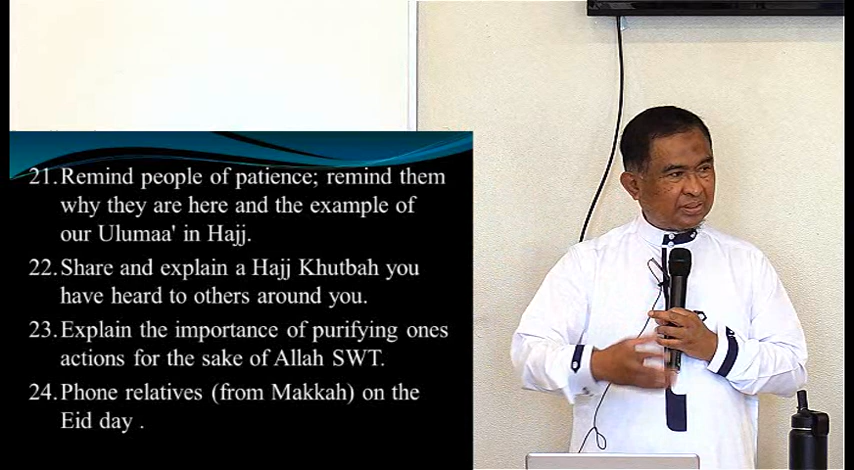 21. Remind people of patience; remind them
why they are here and the example of
our Ulumaa' in Hajj.
22. Share and explain a Hajj Khutbah you
have heard to others around you.
23. Explain the importance of purifying ones
actions for the sake of Allah SWT.
24. Phone relatives (from Makkah) on the
Eid day .